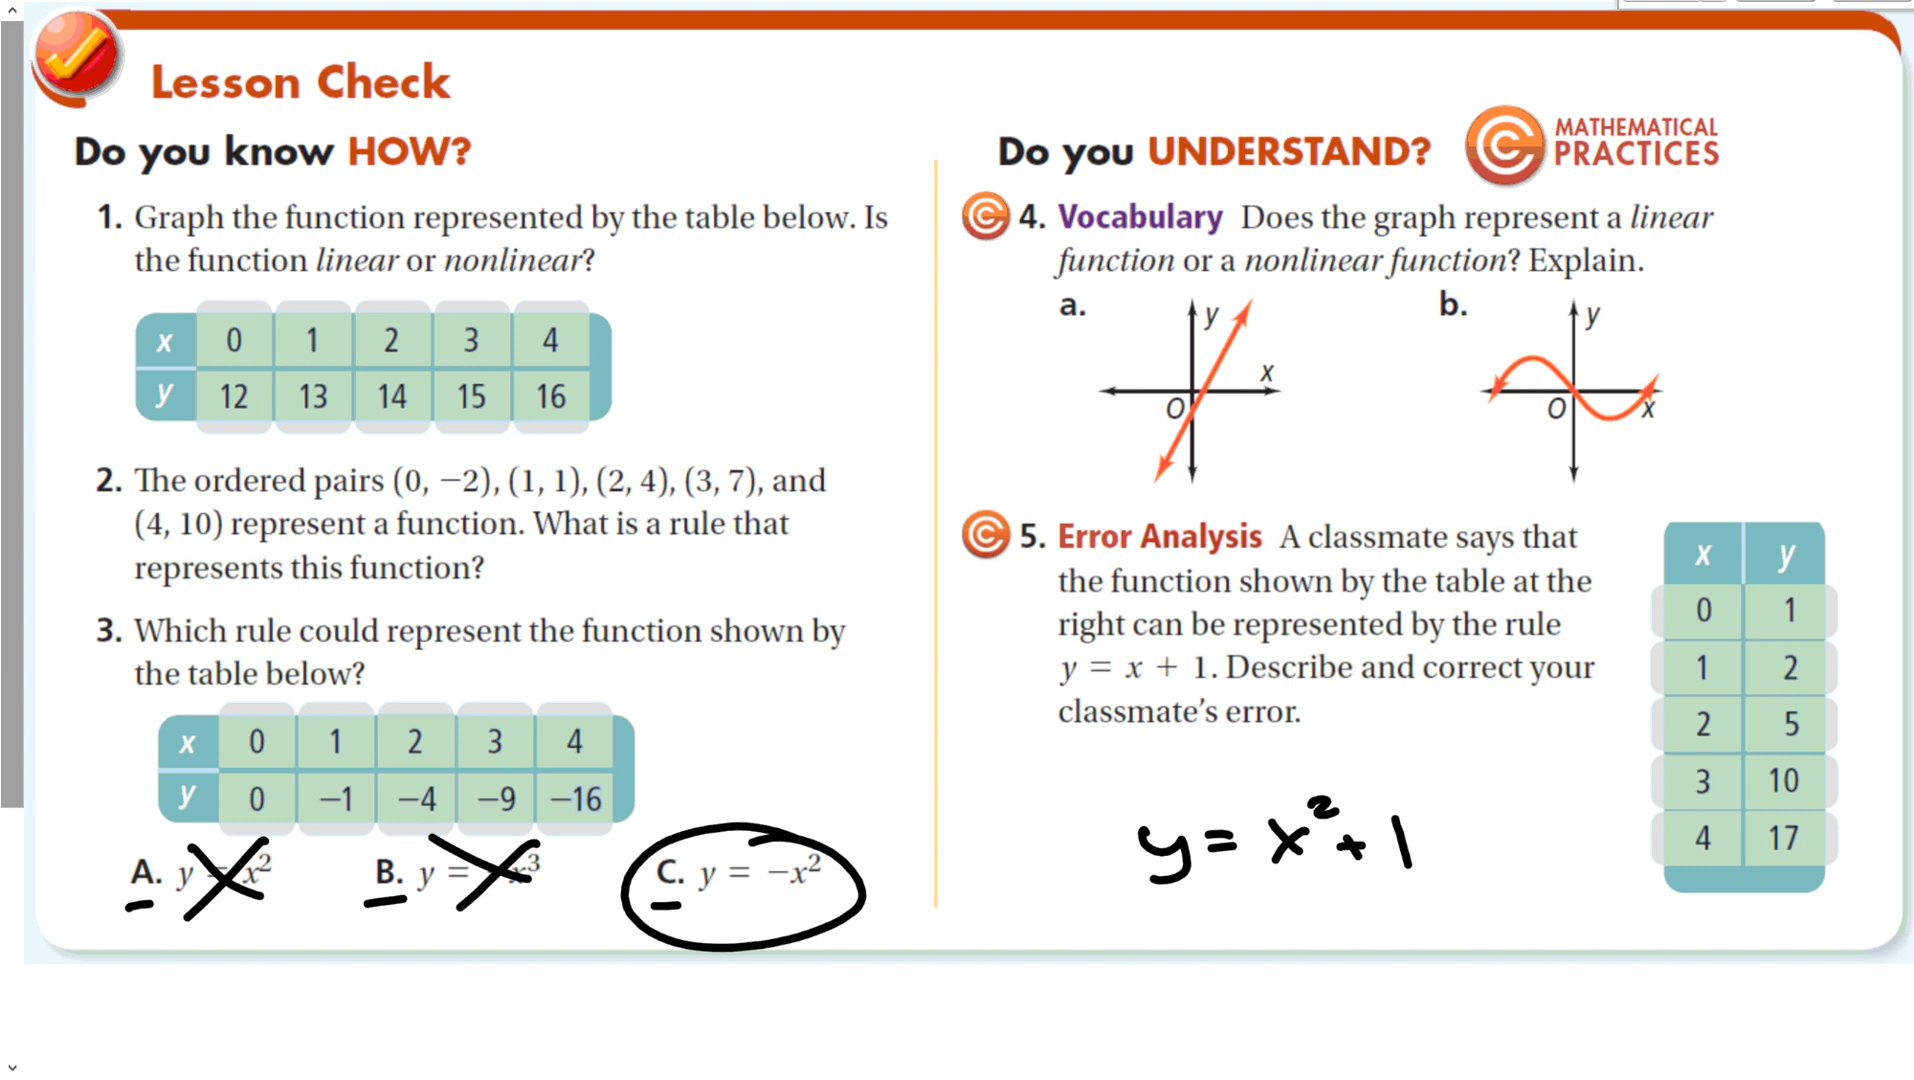 Lesson Check
Do you know HOW?
1. Graph the function represented by the table below. Is
the function linear or nonlinear?
x 0 1 2 3 4
y 12 13 14 15 16
2. The ordered pairs (0, −2), (1, 1), (2, 4), (3, 7), and
(4, 10) represent a function. What is a rule that
represents this function?
3. Which rule could represent the function shown by
the table below?
x 0 1 2 3 4
y 0 −1 −4 −9 −16
A. y = x²
B. y = x³
C. y = −x²
Do you UNDERSTAND?
MATHEMATICAL
PRACTICES
4. Vocabulary Does the graph represent a linear
function or a nonlinear function? Explain.
a.
y
x
O
b.
y
O
x
5. Error Analysis A classmate says that
the function shown by the table at the
right can be represented by the rule
y = x + 1. Describe and correct your
classmate’s error.
x y
0 1
1 2
2 5
3 10
4 17
y = x² + 1